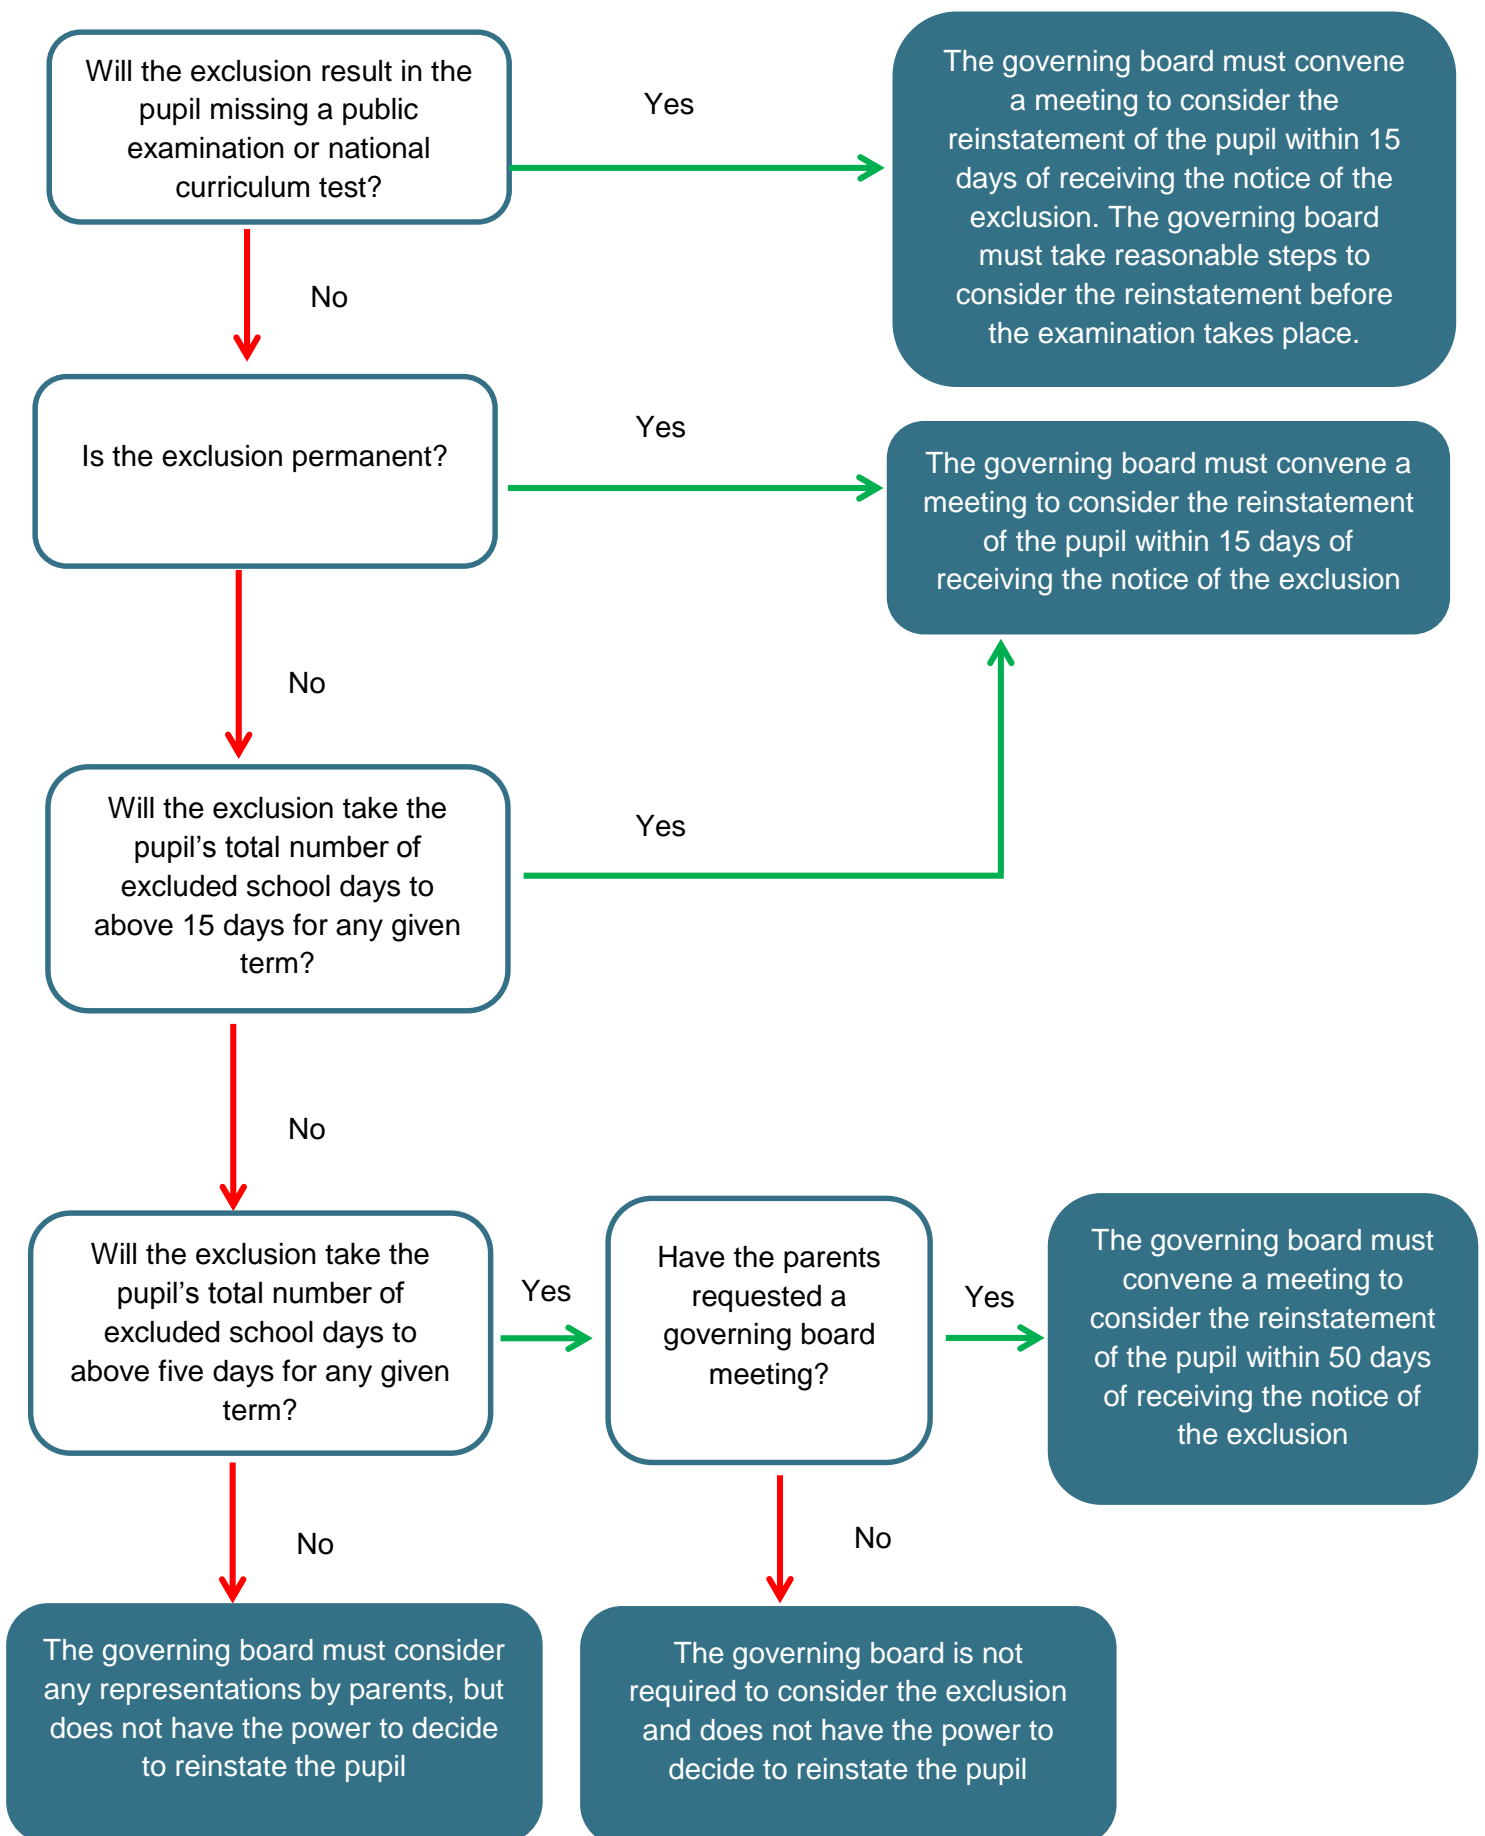 Will the exclusion result in the
pupil missing a public
examination or national
curriculum test?
Yes
The governing board must convene
a meeting to consider the
reinstatement of the pupil within 15
days of receiving the notice of the
exclusion. The governing board
must take reasonable steps to
consider the reinstatement before
the examination takes place.
No
Is the exclusion permanent?
Yes
The governing board must convene a
meeting to consider the reinstatement
of the pupil within 15 days of
receiving the notice of the exclusion
No
Will the exclusion take the
pupil’s total number of
excluded school days to
above 15 days for any given
term?
Yes
No
Will the exclusion take the
pupil’s total number of
excluded school days to
above five days for any given
term?
Yes
Have the parents
requested a
governing board
meeting?
Yes
The governing board must
convene a meeting to
consider the reinstatement
of the pupil within 50 days
of receiving the notice of
the exclusion
No
No
The governing board must consider
any representations by parents, but
does not have the power to decide
to reinstate the pupil
The governing board is not
required to consider the exclusion
and does not have the power to
decide to reinstate the pupil